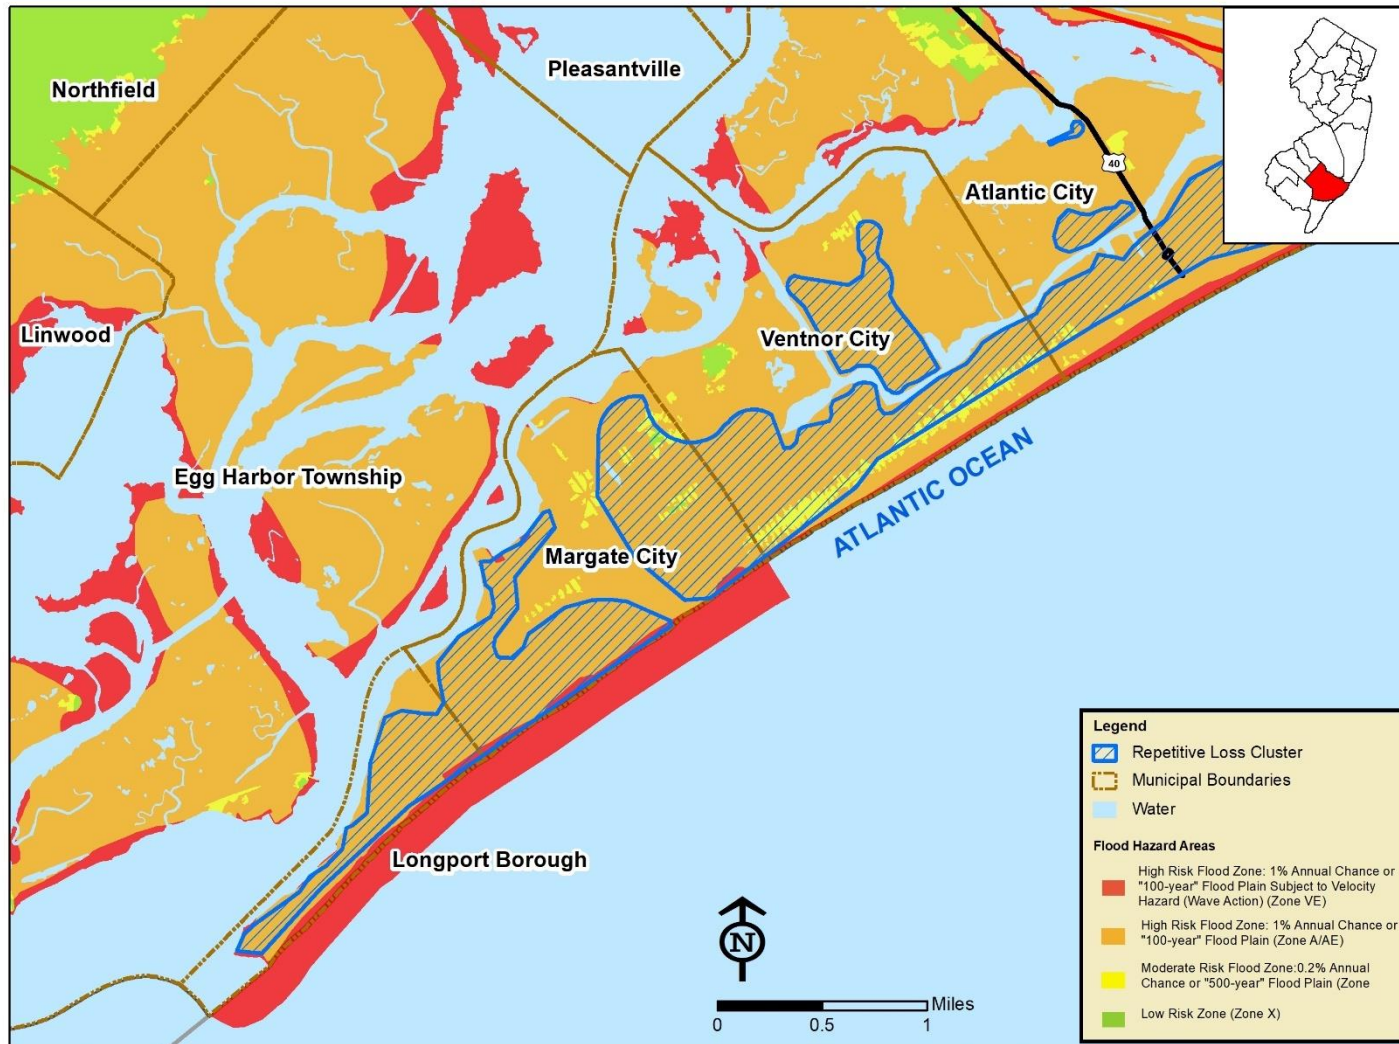 Northfield
Pleasantville
40
Atlantic City
Linwood
Ventnor City
Egg Harbor Township
ATLANTIC OCEAN
Margate City
Longport Borough
N
Miles
0 0.5 1
Legend
Repetitive Loss Cluster
Municipal Boundaries
Water
Flood Hazard Areas
High Risk Flood Zone: 1% Annual Chance or
"100-year" Flood Plain Subject to Velocity
Hazard (Wave Action) (Zone VE)
High Risk Flood Zone: 1% Annual Chance or
"100-year" Flood Plain (Zone A/AE)
Moderate Risk Flood Zone:0.2% Annual
Chance or "500-year" Flood Plain (Zone
Low Risk Zone (Zone X)